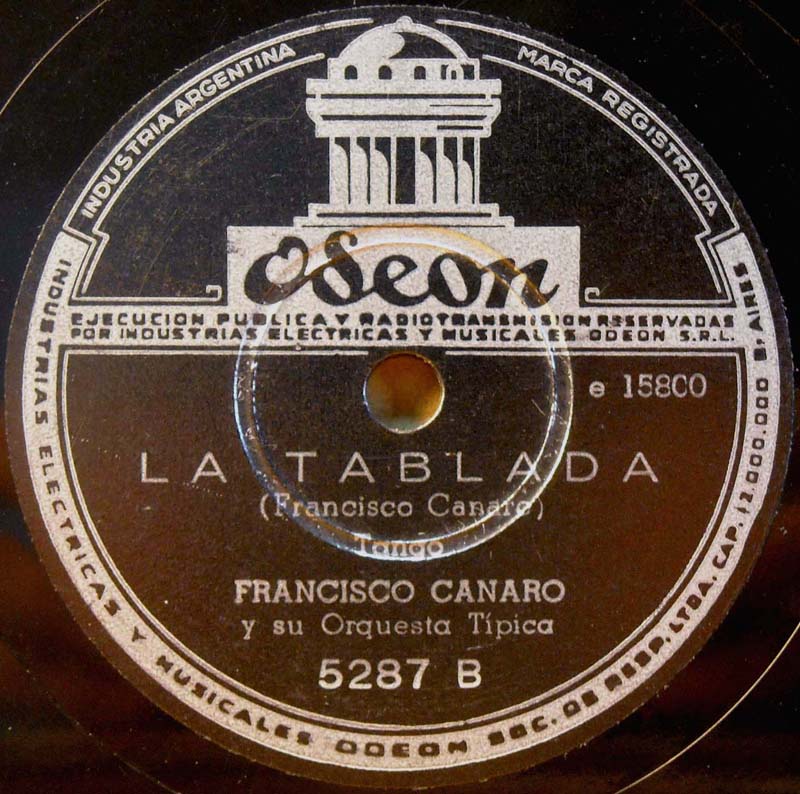 INDUSTRIA ARGENTINA
MARCA REGISTRADA
Odeon
EJECUCION PUBLICA Y RADIOTRANSMISION RESERVADAS
POR INDUSTRIAS ELECTRICAS Y MUSICALES ODEON S.R.L.
e 15800
LA TABLADA
(Francisco Canaro)
Tango
FRANCISCO CANARO
y su Orquesta Típica
5287 B
INDUSTRIAS ELECTRICAS Y MUSICALES ODEON SOC. DE RESP. LTDA. CAP. 12.000.000 B. AIRES